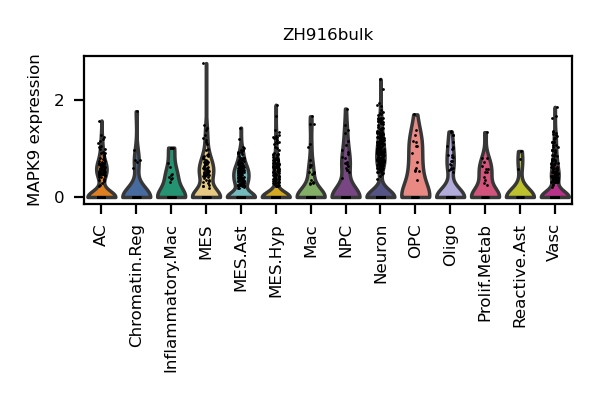 ZH916bulk
MAPK9 expression
2
0
AC
Chromatin.Reg
Inflammatory.Mac
MES
MES.Ast
MES.Hyp
Mac
NPC
Neuron
OPC
Oligo
Prolif.Metab
Reactive.Ast
Vasc